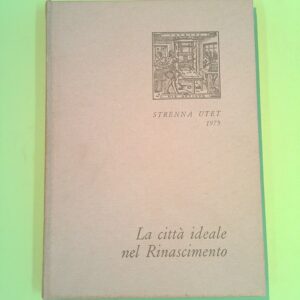 STRENNA UTET
1975
La città ideale
nel Rinascimento